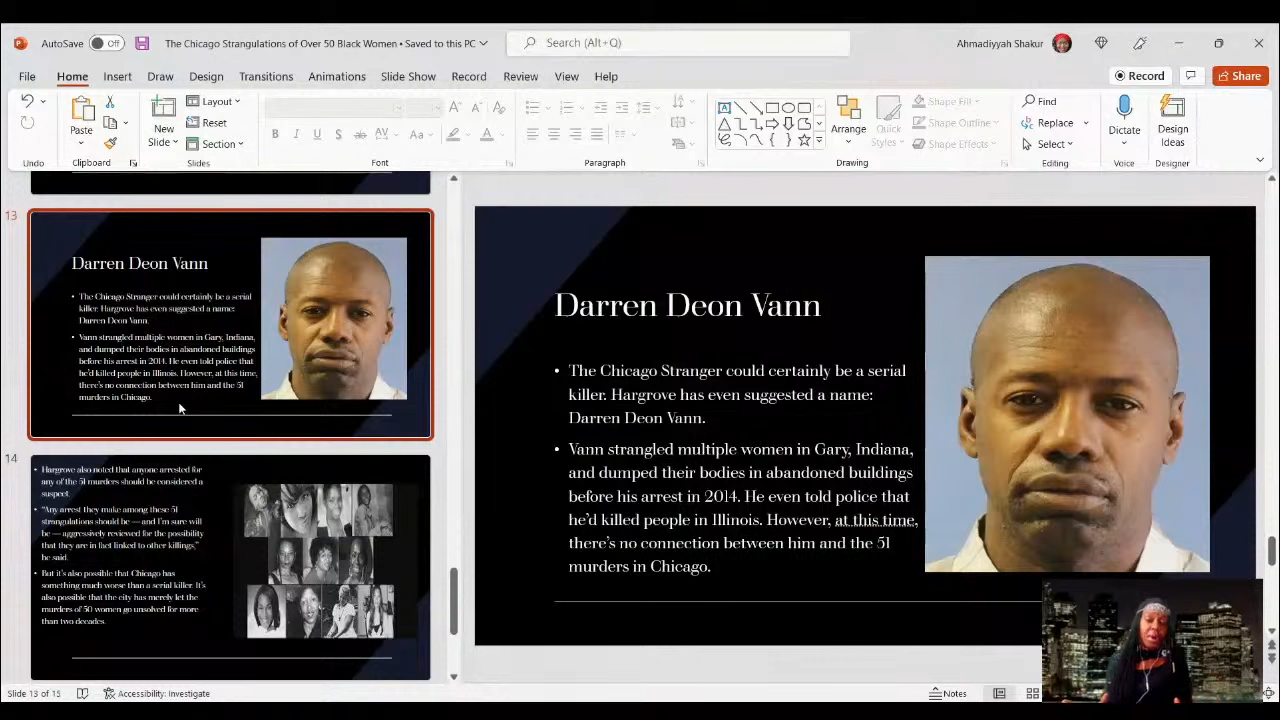 AutoSave Off The Chicago Strangulations of Over 50 Black Women • Saved to this PC Search (Alt+Q) Ahmadiyyah Shakur
File Home Insert Draw Design Transitions Animations Slide Show Record Review View Help Record Share
Paste
New
Slide
Layout
Reset
Section
Aa
Arrange
Quick
Styles
Shape Fill
Shape Outline
Shape Effects
Find
Replace
Select
Dictate
Design
Ideas
Undo Clipboard Slides Font Paragraph Drawing Editing Voice Designer
13
Darren Deon Vann
• The Chicago Stranger could certainly be a serial
killer. Hargrove has even suggested a name:
Darren Deon Vann.
• Vann strangled multiple women in Gary, Indiana,
and dumped their bodies in abandoned buildings
before his arrest in 2014. He even told police that
he'd killed people in Illinois. However, at this time,
there's no connection between him and the 51
murders in Chicago.
14
• Hargrove also noted that anyone arrested for
any of the 51 murders should be considered a
suspect.
• "Any arrest they make among these 51
strangulations should be — and I'm sure will
be — aggressively reviewed for the possibility
that they are in fact linked to other killings,"
he said.
• But it's also possible that Chicago has
something much worse than a serial killer. It's
also possible that the city has merely let the
murders of 50 women go unsolved for more
than two decades.
Darren Deon Vann
• The Chicago Stranger could certainly be a serial
killer. Hargrove has even suggested a name:
Darren Deon Vann.
• Vann strangled multiple women in Gary, Indiana,
and dumped their bodies in abandoned buildings
before his arrest in 2014. He even told police that
he'd killed people in Illinois. However, at this time,
there's no connection between him and the 51
murders in Chicago.
Slide 13 of 15 Accessibility: Investigate Notes